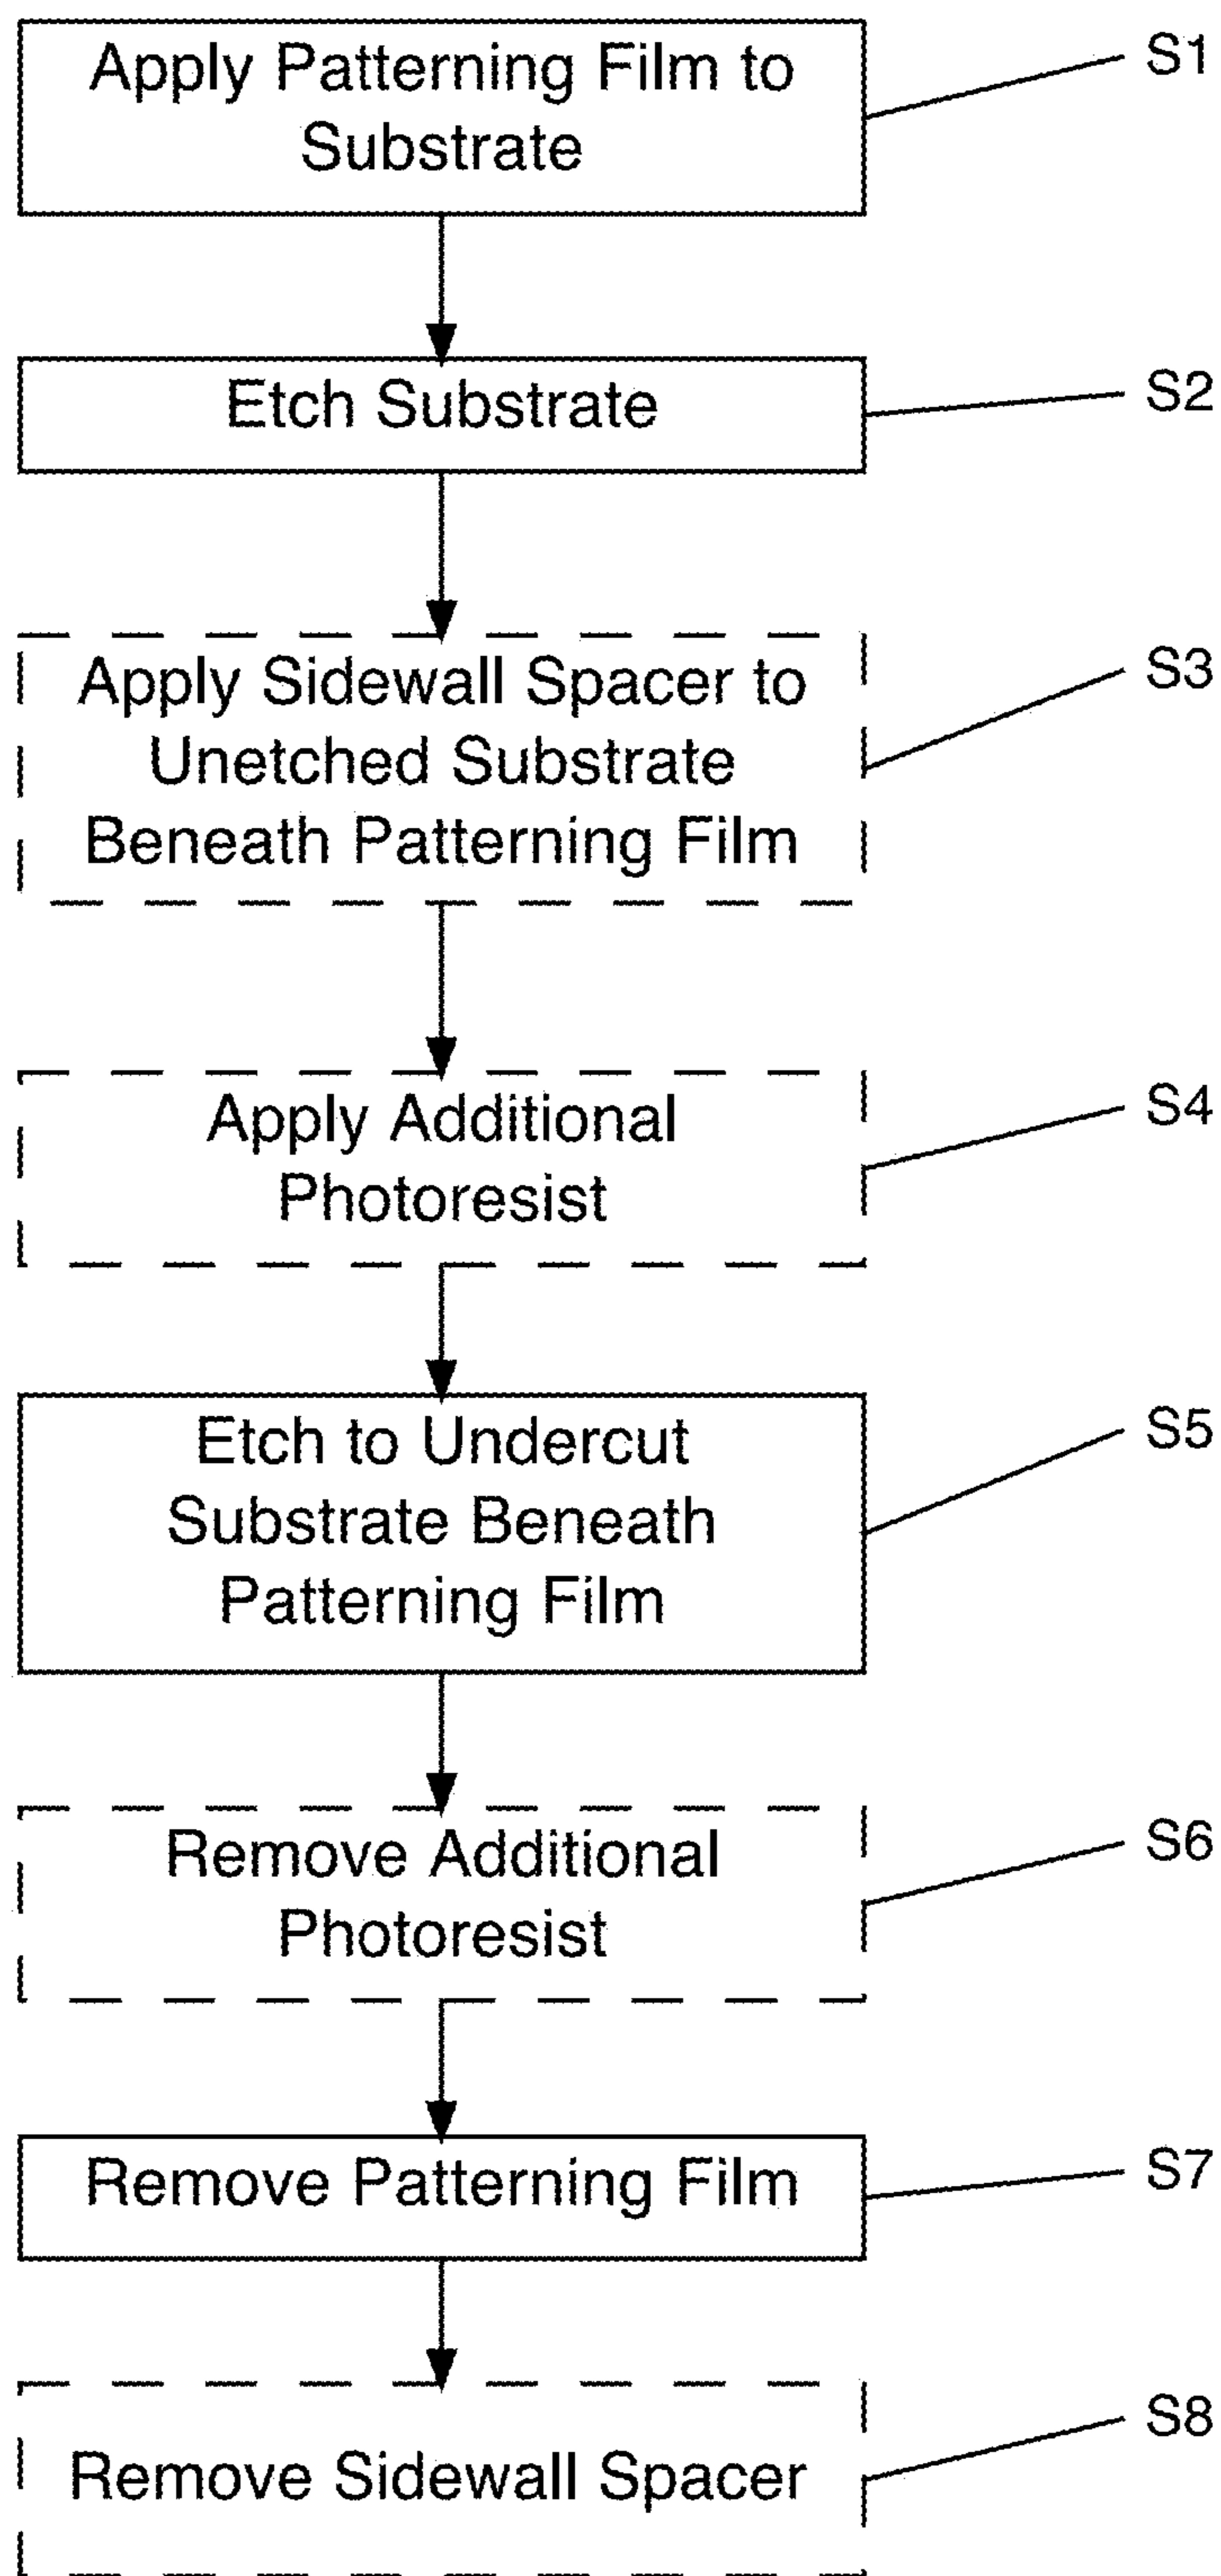 Apply Patterning Film to
Substrate
S1
Etch Substrate
S2
Apply Sidewall Spacer to
Unetched Substrate
Beneath Patterning Film
S3
Apply Additional
Photoresist
S4
Etch to Undercut
Substrate Beneath
Patterning Film
S5
Remove Additional
Photoresist
S6
Remove Patterning Film
S7
Remove Sidewall Spacer
S8